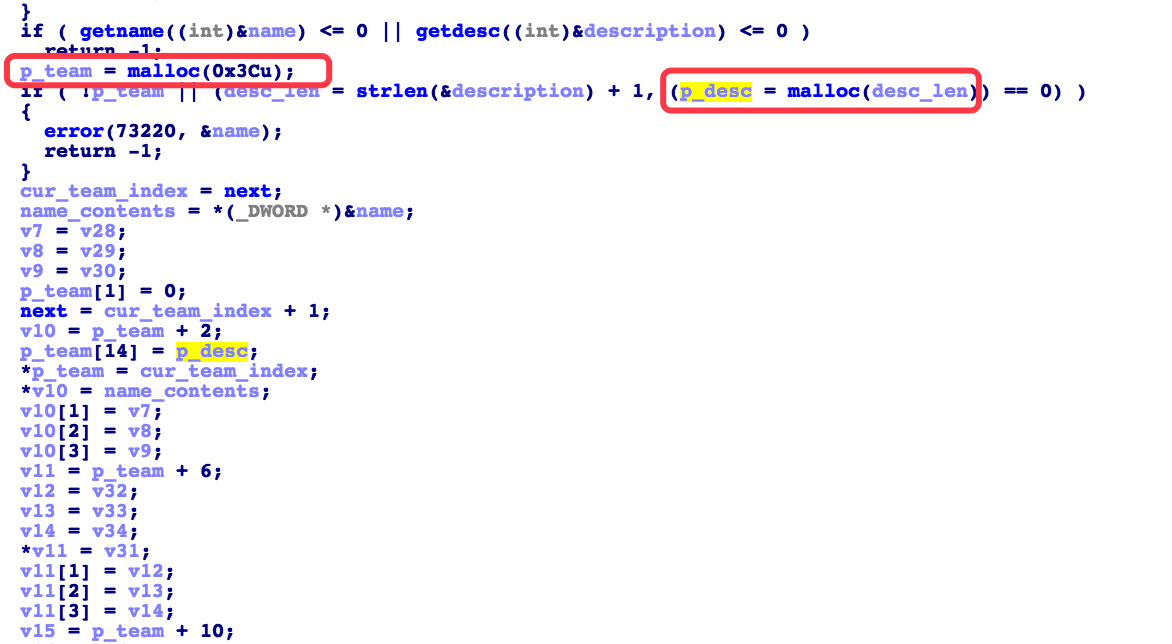 }
if ( getname((int)&name) <= 0 || getdesc((int)&description) <= 0 )
return -1;
p_team = malloc(0x3Cu);
if ( !p_team || (desc_len = strlen(&description) + 1, (p_desc = malloc(desc_len)) == 0) )
{
error(73220, &name);
return -1;
}
cur_team_index = next;
name_contents = *(_DWORD *)&name;
v7 = v28;
v8 = v29;
v9 = v30;
p_team[1] = 0;
next = cur_team_index + 1;
v10 = p_team + 2;
p_team[14] = p_desc;
*p_team = cur_team_index;
*v10 = name_contents;
v10[1] = v7;
v10[2] = v8;
v10[3] = v9;
v11 = p_team + 6;
v12 = v32;
v13 = v33;
v14 = v34;
*v11 = v31;
v11[1] = v12;
v11[2] = v13;
v11[3] = v14;
v15 = p_team + 10;